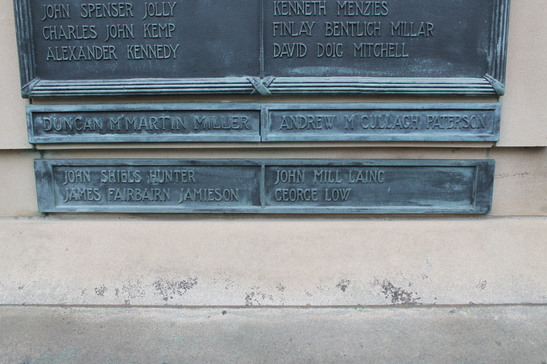 JOHN SPENSER JOLLY
CHARLES JOHN KEMP
ALEXANDER KENNEDY
KENNETH MENZIES
FINLAY BENTLICH MILLAR
DAVID DOIG MITCHELL
DUNCAN McMARTIN MILLER
ANDREW McCULLAGH PATERSON
JOHN SHIELS HUNTER
JAMES FAIRBAIRN JAMIESON
JOHN MILL LAING
GEORGE LOW